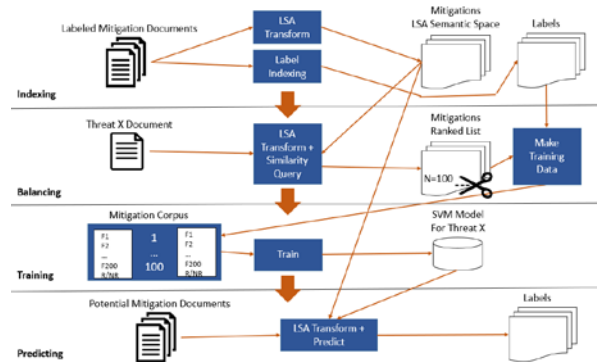 Labeled Mitigation Documents
LSA
Transform
Label
Indexing
Mitigations
LSA Semantic Space
Labels
Indexing
Threat X Document
LSA
Transform +
Similarity
Query
Mitigations
Ranked List
N=100
Make
Training
Data
Balancing
Mitigation Corpus
F1
F2
...
F200
R/NR
1
...
100
F1
F2
...
F200
R/NR
Train
SVM Model
For Threat X
Training
Potential Mitigation Documents
LSA Transform +
Predict
Labels
Predicting